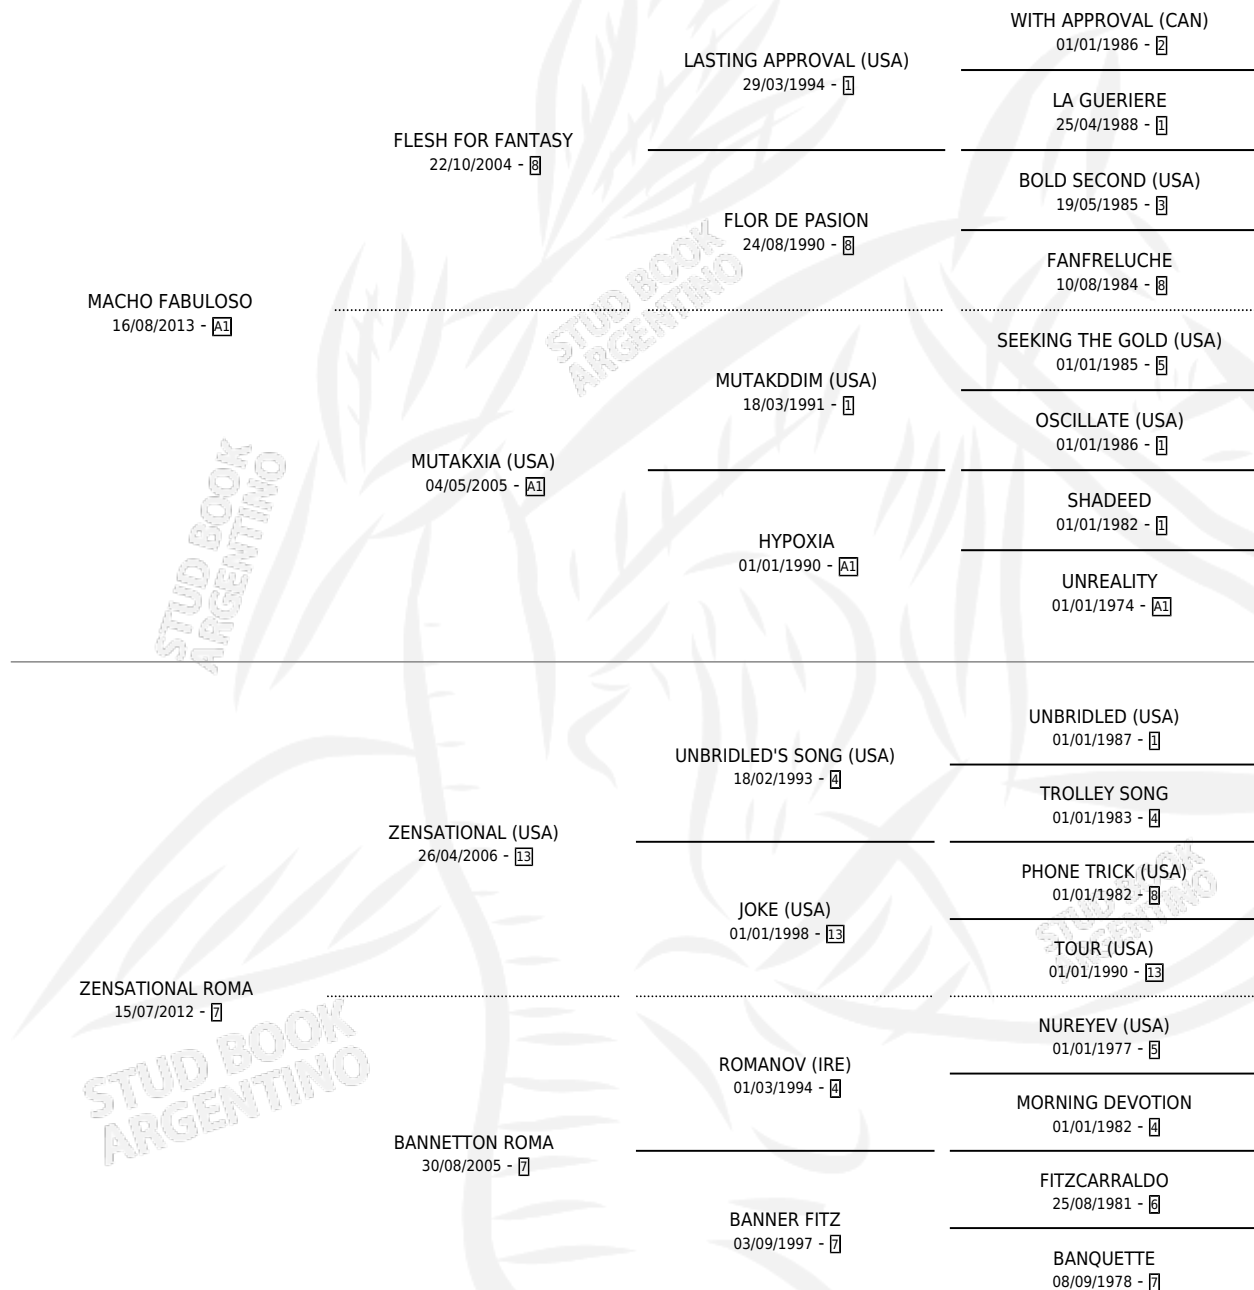 WITH APPROVAL (CAN)
01/01/1986 - 2
LASTING APPROVAL (USA)
29/03/1994 - 1
LA GUERIERE
25/04/1988 - 1
FLESH FOR FANTASY
22/10/2004 - 8
BOLD SECOND (USA)
19/05/1985 - 3
FLOR DE PASION
24/08/1990 - 8
FANFRELUCHE
10/08/1984 - 8
MACHO FABULOSO
16/08/2013 - A1
STUD BOOK
ARGENTINO
SEEKING THE GOLD (USA)
01/01/1985 - 5
MUTAKDDIM (USA)
18/03/1991 - 1
OSCILLATE (USA)
01/01/1986 - 1
MUTAKXIA (USA)
04/05/2005 - A1
SHADEED
01/01/1982 - 1
HYPOXIA
01/01/1990 - A1
UNREALITY
01/01/1974 - A1
STUD BOOK
ARGENTINO
UNBRIDLED (USA)
01/01/1987 - 1
UNBRIDLED'S SONG (USA)
18/02/1993 - 4
TROLLEY SONG
01/01/1983 - 4
ZENSATIONAL (USA)
26/04/2006 - 13
PHONE TRICK (USA)
01/01/1982 - 8
JOKE (USA)
01/01/1998 - 13
STUD BOOK
ARGENTINO
TOUR (USA)
01/01/1990 - 13
ZENSATIONAL ROMA
15/07/2012 - 7
NUREYEV (USA)
01/01/1977 - 5
ROMANOV (IRE)
01/03/1994 - 4
MORNING DEVOTION
01/01/1982 - 4
STUD BOOK
ARGENTINO
BANNETTON ROMA
30/08/2005 - 7
FITZCARRALDO
25/08/1981 - 6
BANNER FITZ
03/09/1997 - 7
BANQUETTE
08/09/1978 - 7